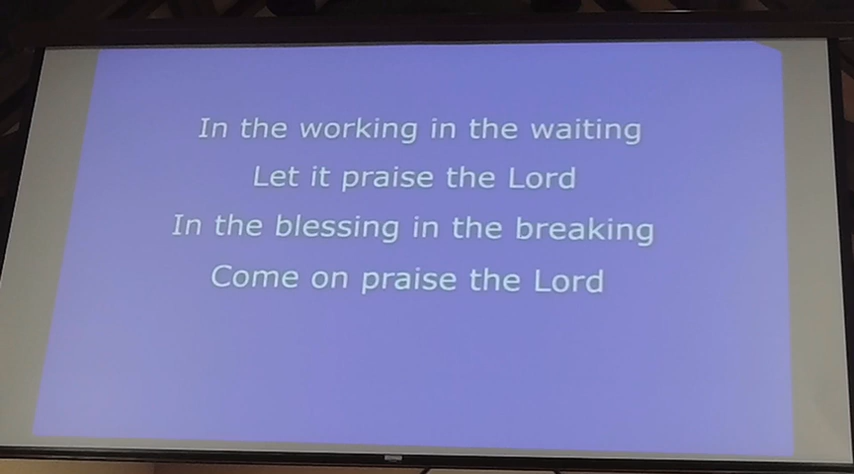 In the working in the waiting
Let it praise the Lord
In the blessing in the breaking
Come on praise the Lord